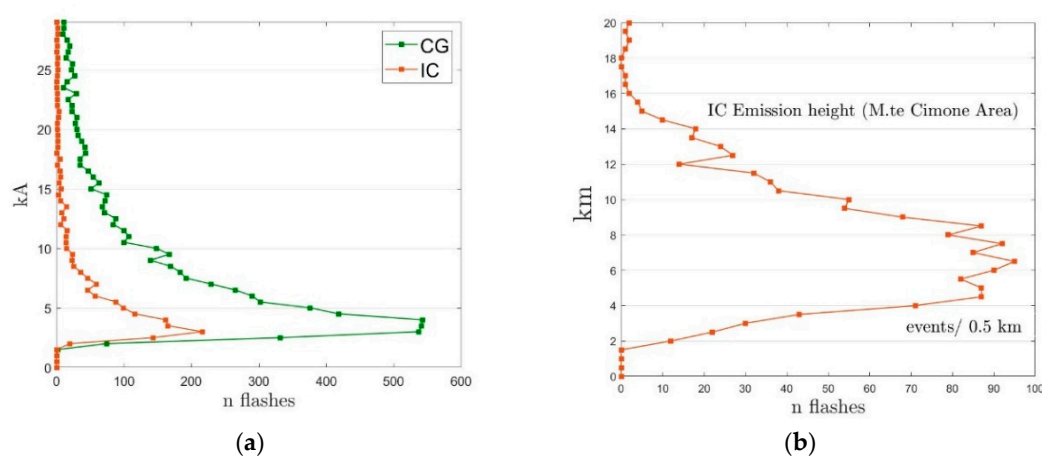 CG
IC
25
20
15
10
5
0
kA
0 100 200 300 400 500 600
n flashes
(a)
20
18
16
14
12
10
8
6
4
2
0
km
IC Emission height (M.te Cimone Area)
events/ 0.5 km
0 10 20 30 40 50 60 70 80 90 100
n flashes
(b)